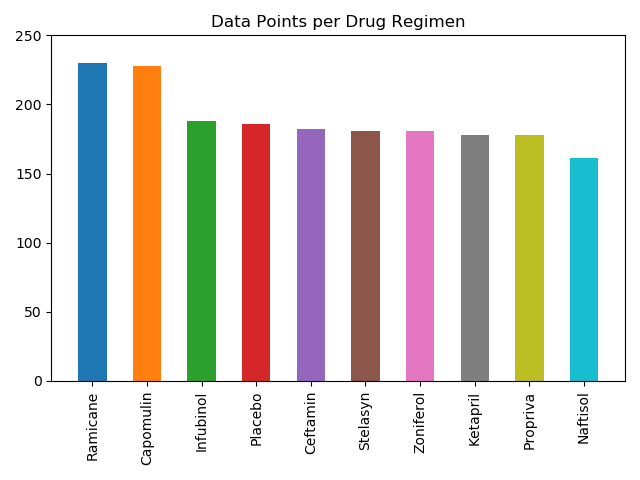 Data Points per Drug Regimen
250
200
150
100
50
0
Ramicane
Capomulin
Infubinol
Placebo
Ceftamin
Stelasyn
Zoniferol
Ketapril
Propriva
Naftisol